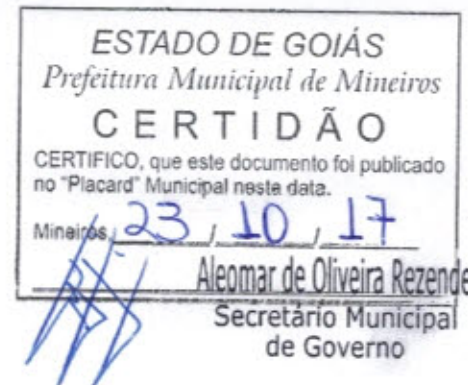 ESTADO DE GOIÁS
Prefeitura Municipal de Mineiros
CERTIDÃO
CERTIFICO, que este documento foi publicado
no "Placard" Municipal neste data.
Mineiros, 23 / 10 / 17
Aleomar de Oliveira Rezende
Secretário Municipal
de Governo